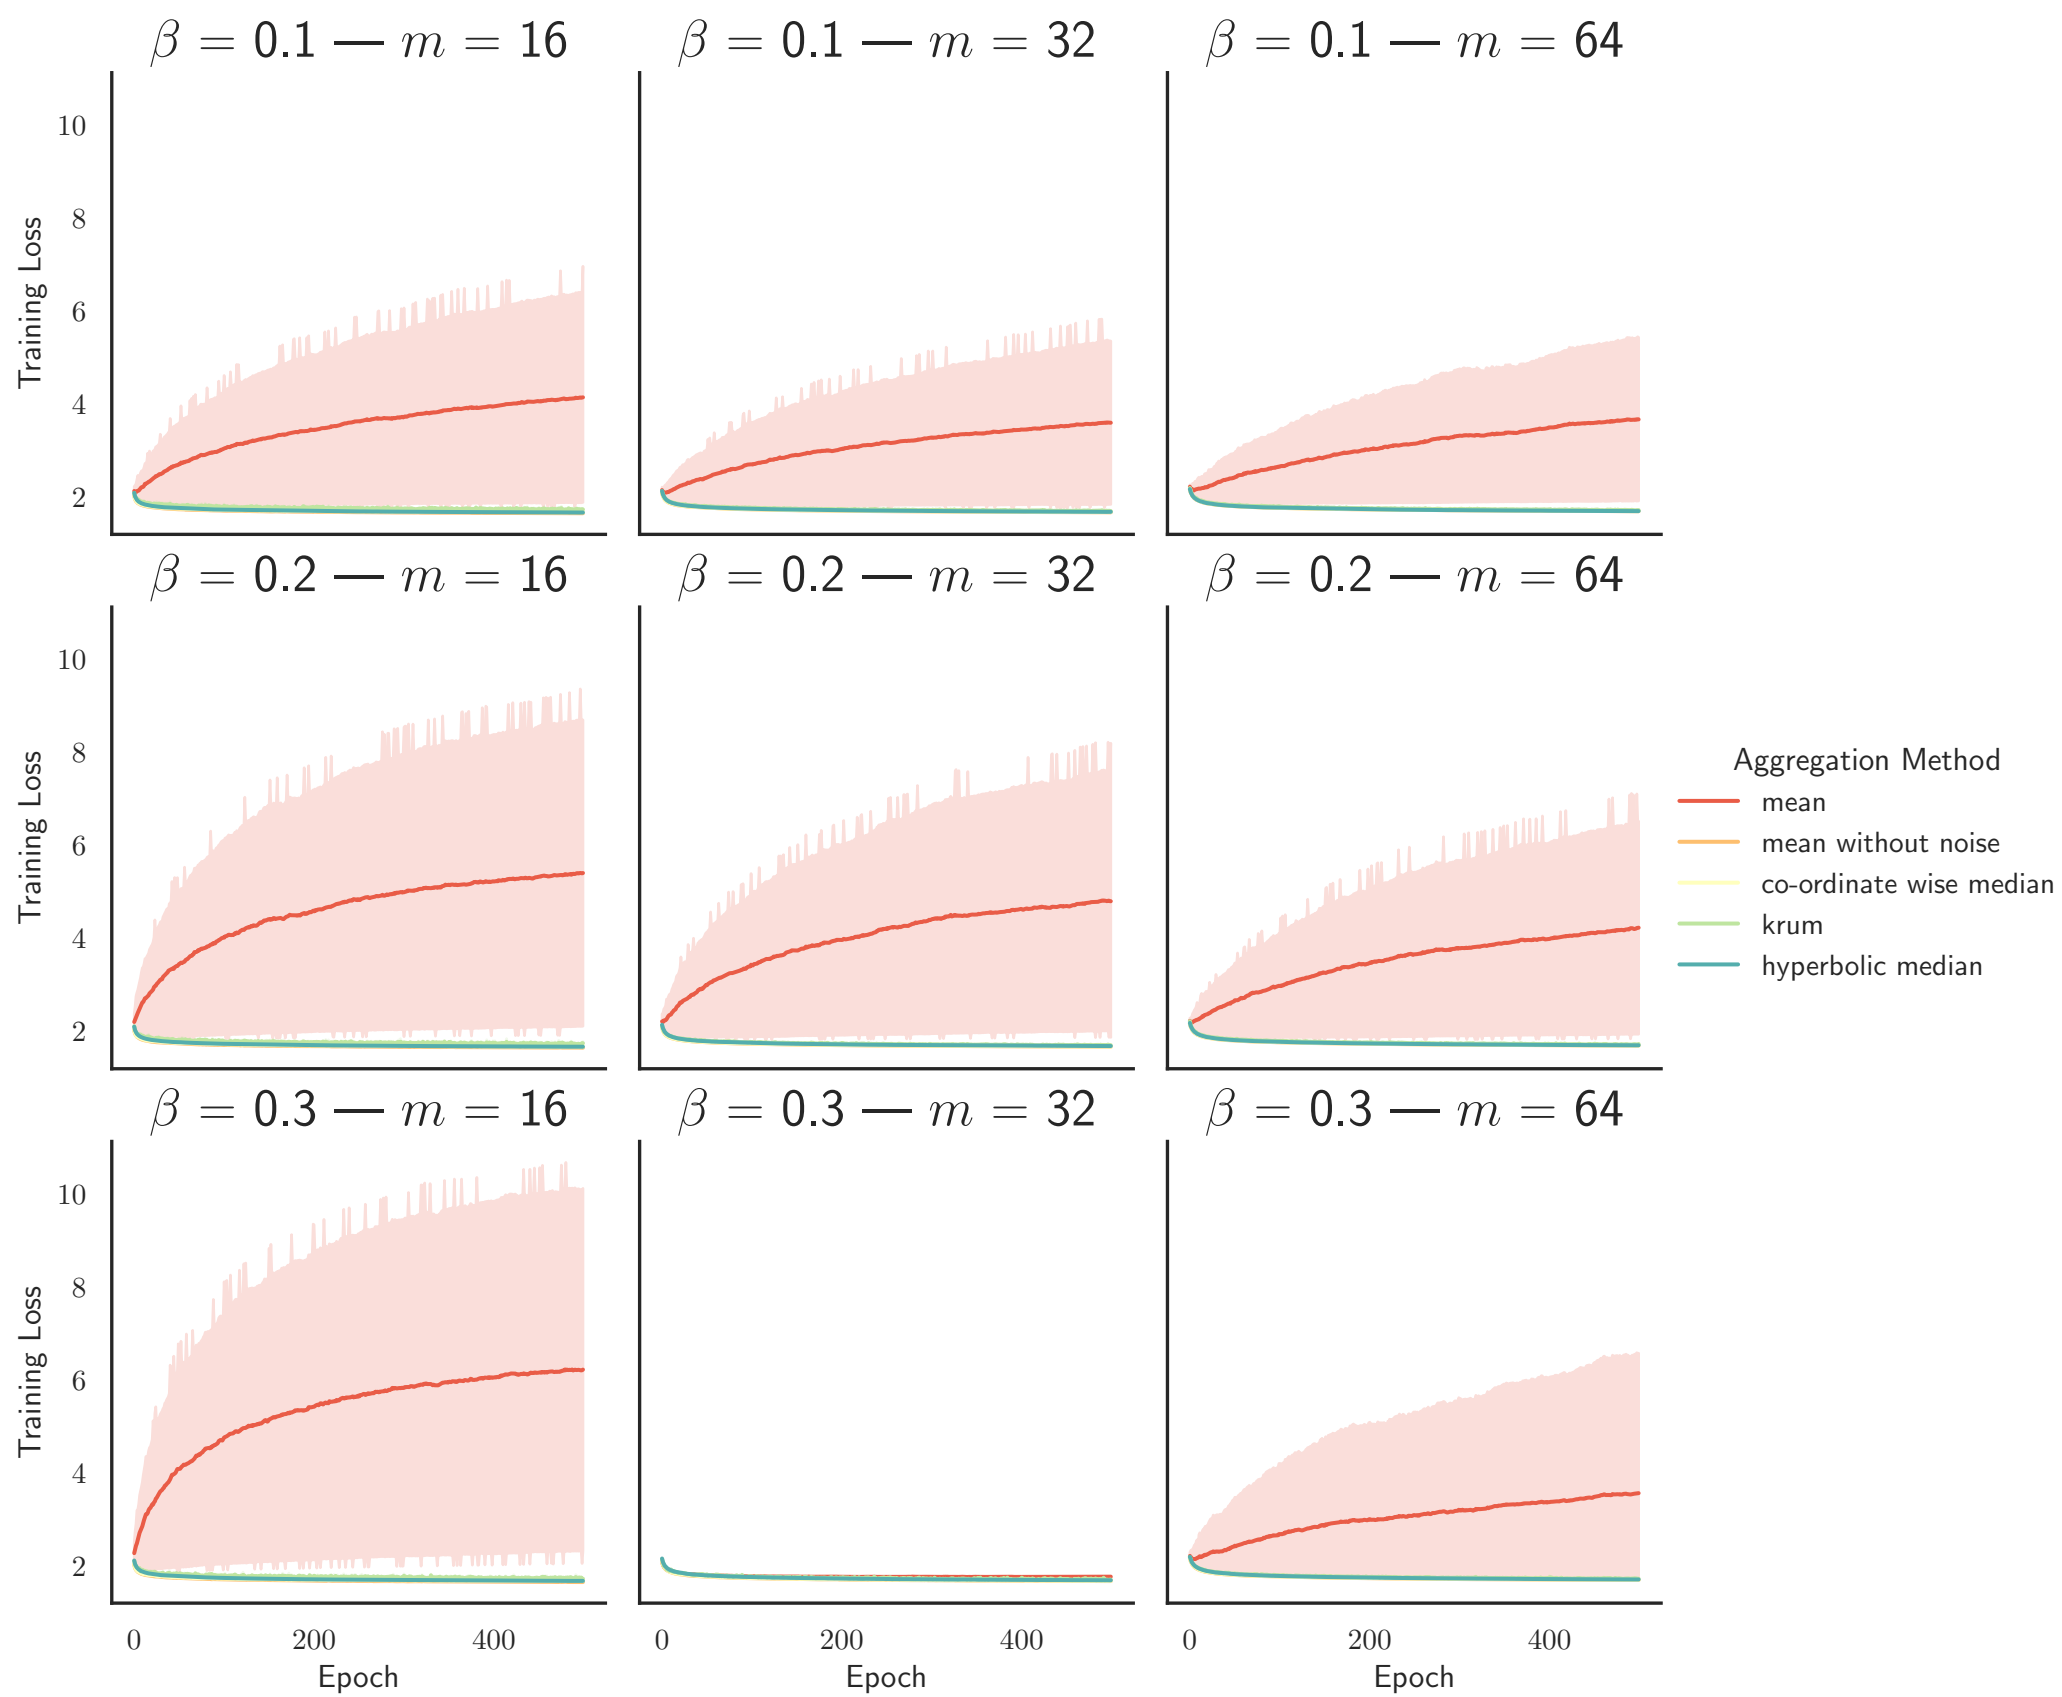 β = 0.1 — m = 16
β = 0.1 — m = 32
β = 0.1 — m = 64
Training Loss
10
8
6
4
2
β = 0.2 — m = 16
β = 0.2 — m = 32
β = 0.2 — m = 64
Training Loss
10
8
6
4
2
Aggregation Method
mean
mean without noise
co-ordinate wise median
krum
hyperbolic median
β = 0.3 — m = 16
β = 0.3 — m = 32
β = 0.3 — m = 64
Training Loss
10
8
6
4
2
0 200 400
0 200 400
0 200 400
Epoch
Epoch
Epoch